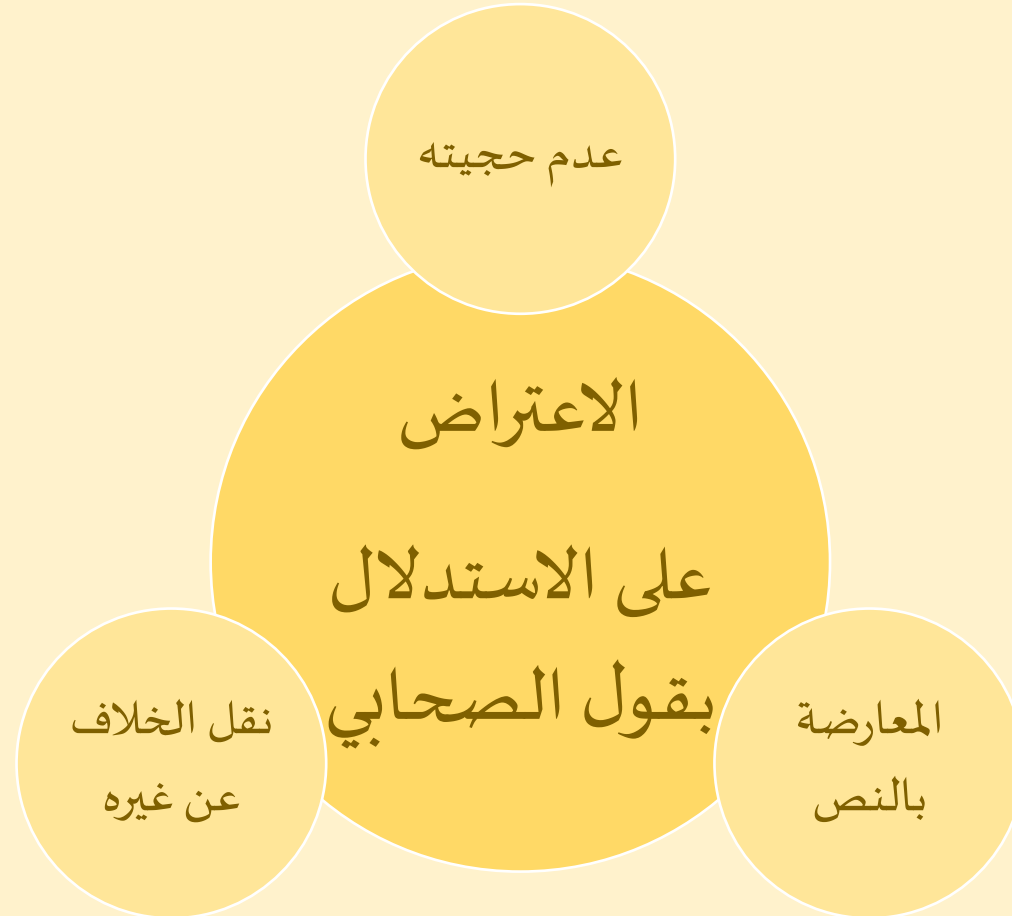 عدم حجيته
الاعتراض
على الاستدلال
بقول الصحابي
المعارضة
بالنص
نقل الخلاف
عن غيره